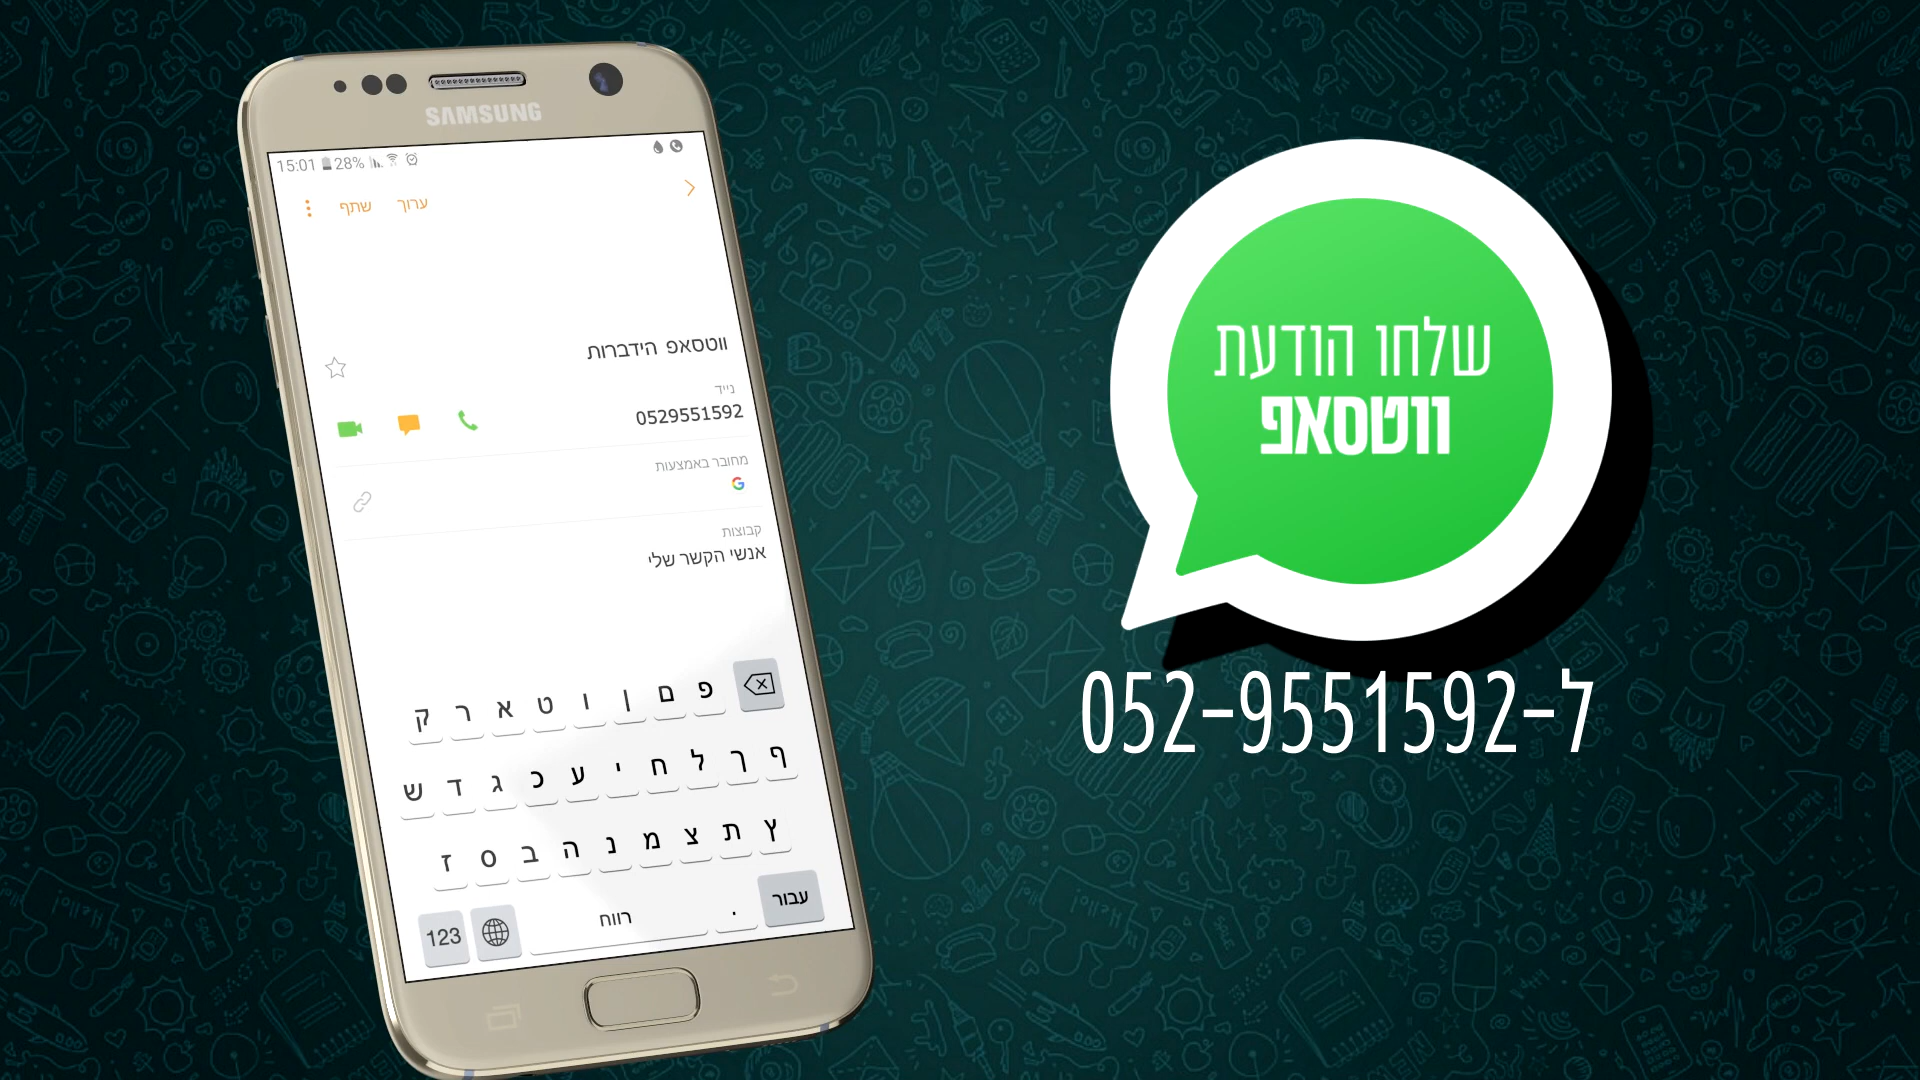 SAMSUNG
15:01 28%
ערוך שתף
ווטסאפ הידברות
נייד
0529551592
מחובר באמצעות
קבוצות
אנשי הקשר שלי
ק ר א ט ו ן ם פ
ש ד ג כ ע י ח ל ך ף
ז ס ב ה נ מ צ ת ץ
123 רווח . עבור
שלחו הודעת
ווטסאפ
ל-052-9551592